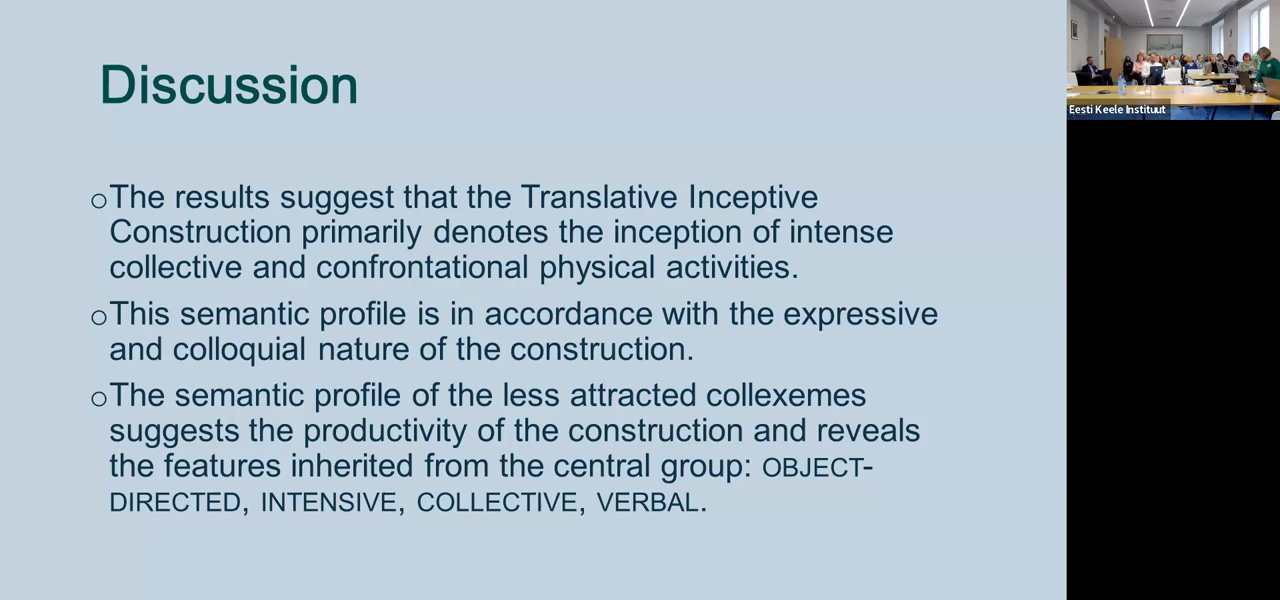 Discussion
The results suggest that the Translative Inceptive
Construction primarily denotes the inception of intense
collective and confrontational physical activities.
This semantic profile is in accordance with the expressive
and colloquial nature of the construction.
The semantic profile of the less attracted collexemes
suggests the productivity of the construction and reveals
the features inherited from the central group: OBJECT-
DIRECTED, INTENSIVE, COLLECTIVE, VERBAL.
Eesti Keele Instituut